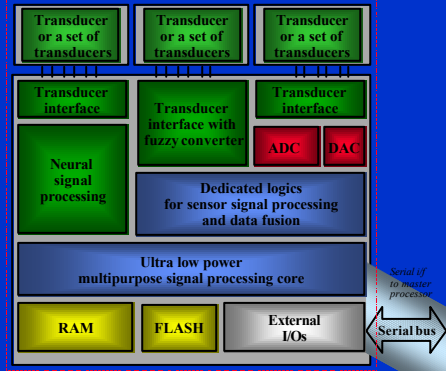 Transducer
or a set of
transducers
Transducer
or a set of
transducers
Transducer
or a set of
transducers
Transducer
interface
Transducer
interface with
fuzzy converter
Transducer
interface
ADC
DAC
Neural
signal
processing
Dedicated logics
for sensor signal processing
and data fusion
Ultra low power
multipurpose signal processing core
Serial i/f
to master
processor
RAM
FLASH
External
I/Os
Serial bus